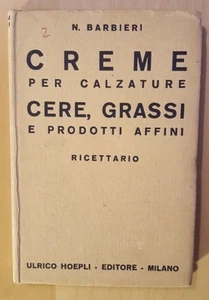 2
N. BARBIERI
CREME
PER CALZATURE
CERE, GRASSI
E PRODOTTI AFFINI
RICETTARIO
ULRICO HOEPLI - EDITORE - MILANO